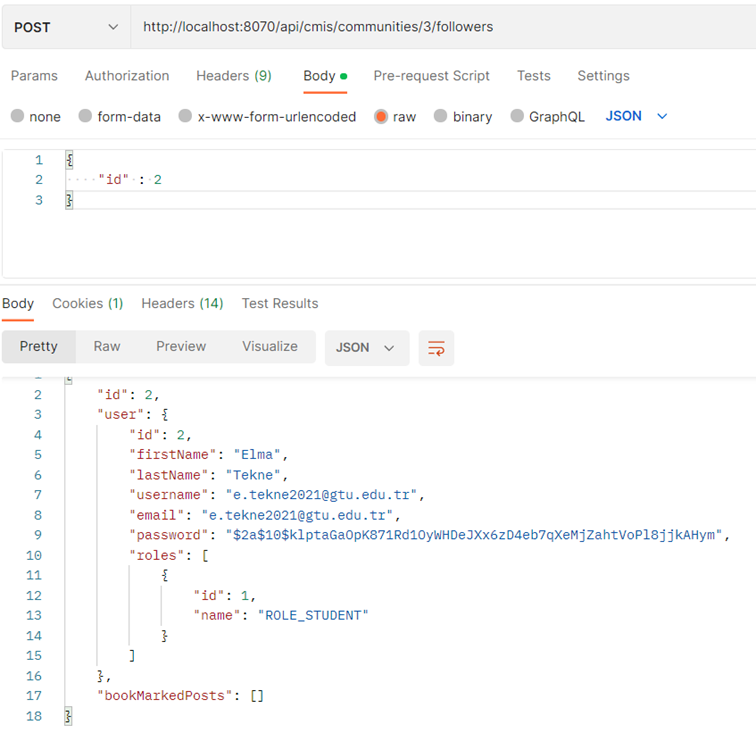 POST http://localhost:8070/api/cmis/communities/3/followers
Params Authorization Headers (9) Body Pre-request Script Tests Settings
none form-data x-www-form-urlencoded raw binary GraphQL JSON
1 {
2 "id" : 2
3 }
Body Cookies (1) Headers (14) Test Results
Pretty Raw Preview Visualize JSON
1 {
2 "id": 2,
3 "user": {
4 "id": 2,
5 "firstName": "Elma",
6 "lastName": "Tekne",
7 "username": "e.tekne2021@gtu.edu.tr",
8 "email": "e.tekne2021@gtu.edu.tr",
9 "password": "$2a$10$klptaGaOpK871Rd1OyWHDeJXx6zD4eb7qXeMjZahtVoPl8jjkAHym",
10 "roles": [
11 {
12 "id": 1,
13 "name": "ROLE_STUDENT"
14 }
15 ]
16 },
17 "bookMarkedPosts": []
18 }